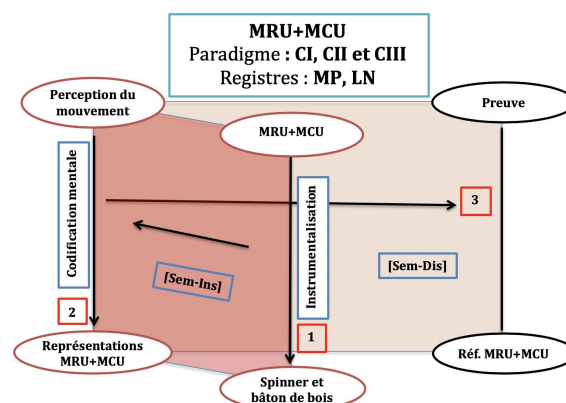 MRU+MCU
Paradigme : CI, CII et CIII
Registres : MP, LN
Perception du
mouvement
MRU+MCU
Preuve
Codification mentale
Instrumentalisation
3
[Sem-Ins]
[Sem-Dis]
2
1
Représentations
MRU+MCU
Spinner et
bâton de bois
Réf. MRU+MCU